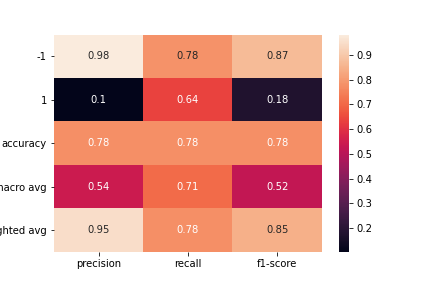 -1 0.98 0.78 0.87 0.9
1 0.1 0.64 0.18 0.8
accuracy 0.78 0.78 0.78 0.7
macro avg 0.54 0.71 0.52 0.6
ghted avg 0.95 0.78 0.85 0.5
0.4
0.3
0.2
precision recall f1-score